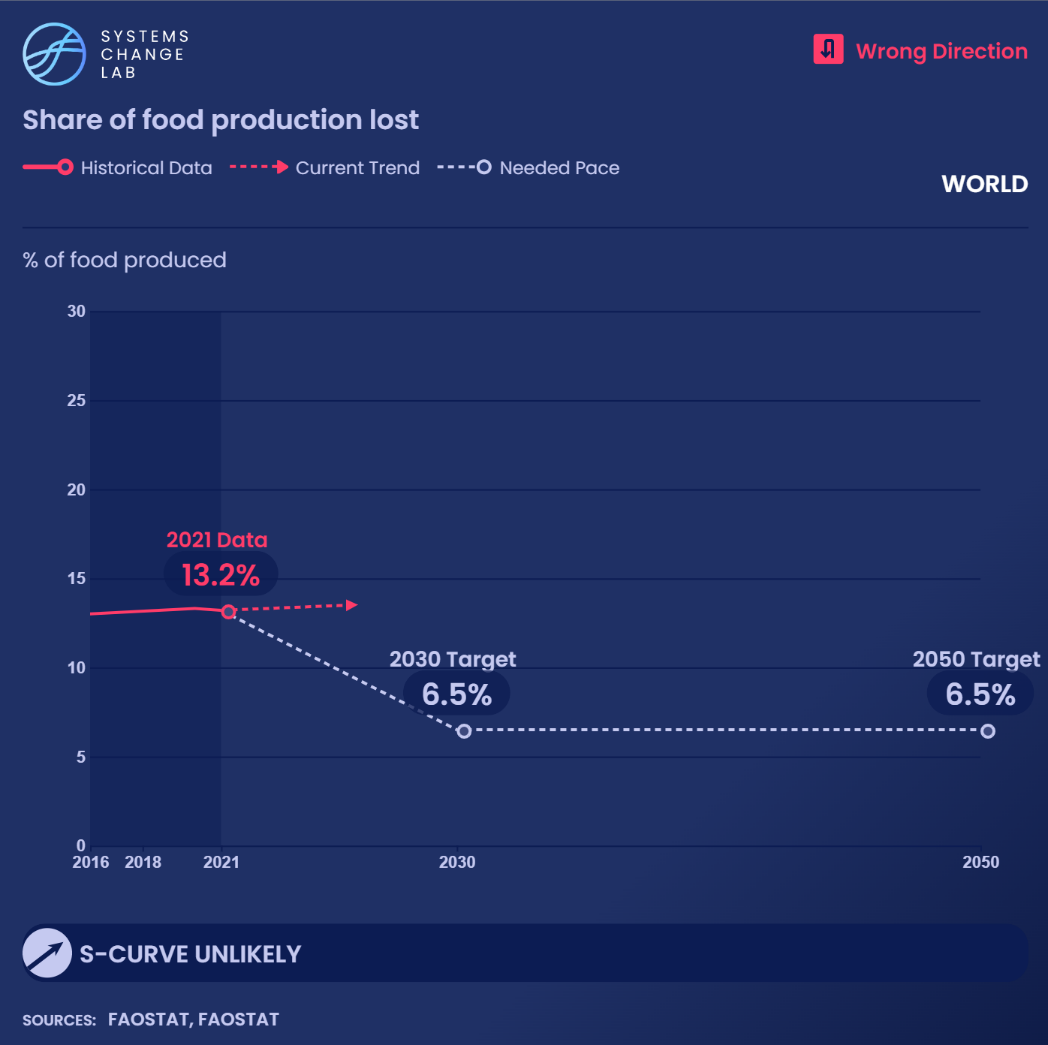 SYSTEMS
CHANGE
LAB
Wrong Direction
Share of food production lost
Historical Data
Current Trend
Needed Pace
WORLD
% of food produced
30
25
20
2021 Data
13.2%
15
2030 Target
2050 Target
10
6.5%
6.5%
5
0
2016 2018 2021 2030 2050
S-CURVE UNLIKELY
SOURCES: FAOSTAT, FAOSTAT